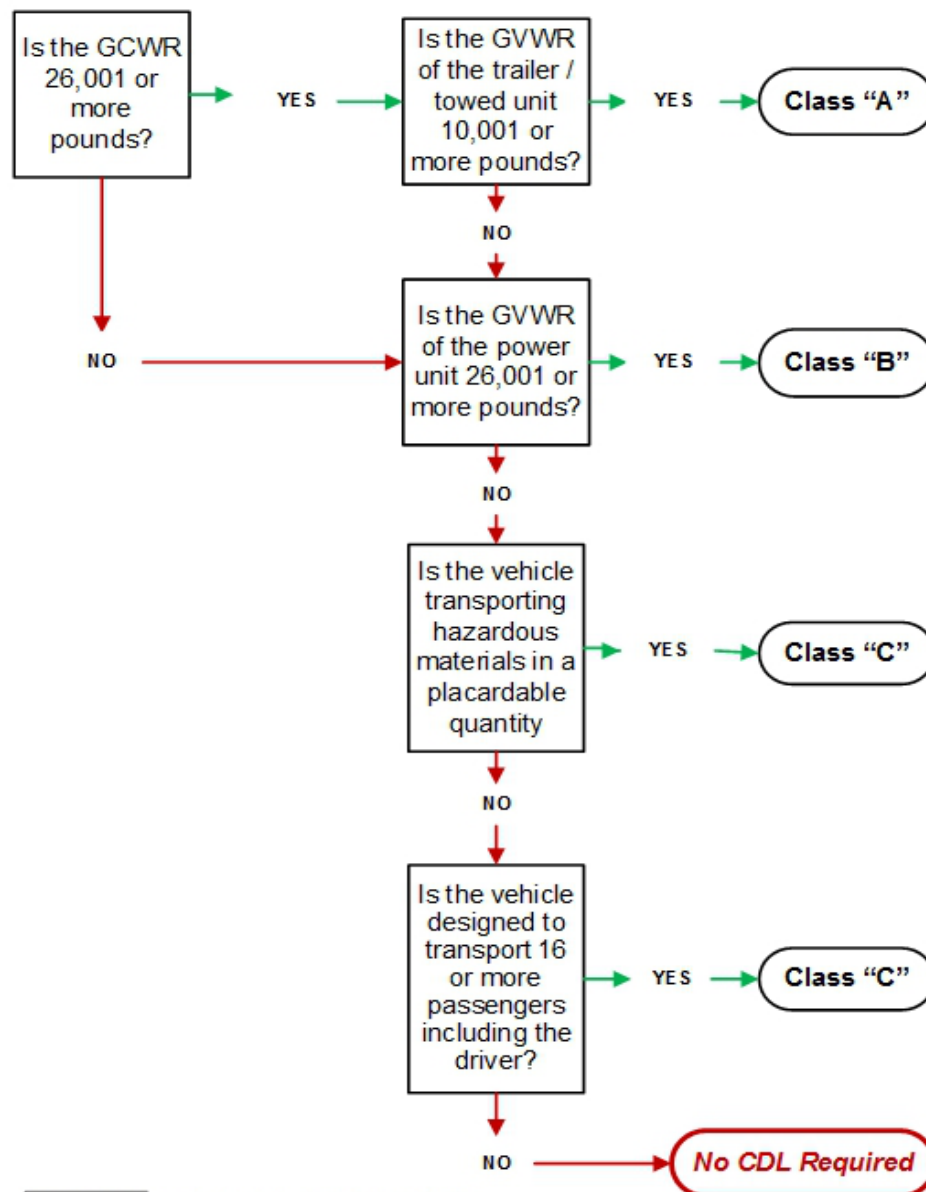 Is the GCWR
26,001 or
more
pounds?
YES
Is the GVWR
of the trailer /
towed unit
10,001 or
more pounds?
YES
Class “A”
NO
NO
Is the GVWR
of the power
unit 26,001 or
more pounds?
YES
Class “B”
NO
Is the vehicle
transporting
hazardous
materials in a
placardable
quantity
YES
Class “C”
NO
Is the vehicle
designed to
transport 16
or more
passengers
including the
driver?
YES
Class “C”
NO
No CDL Required